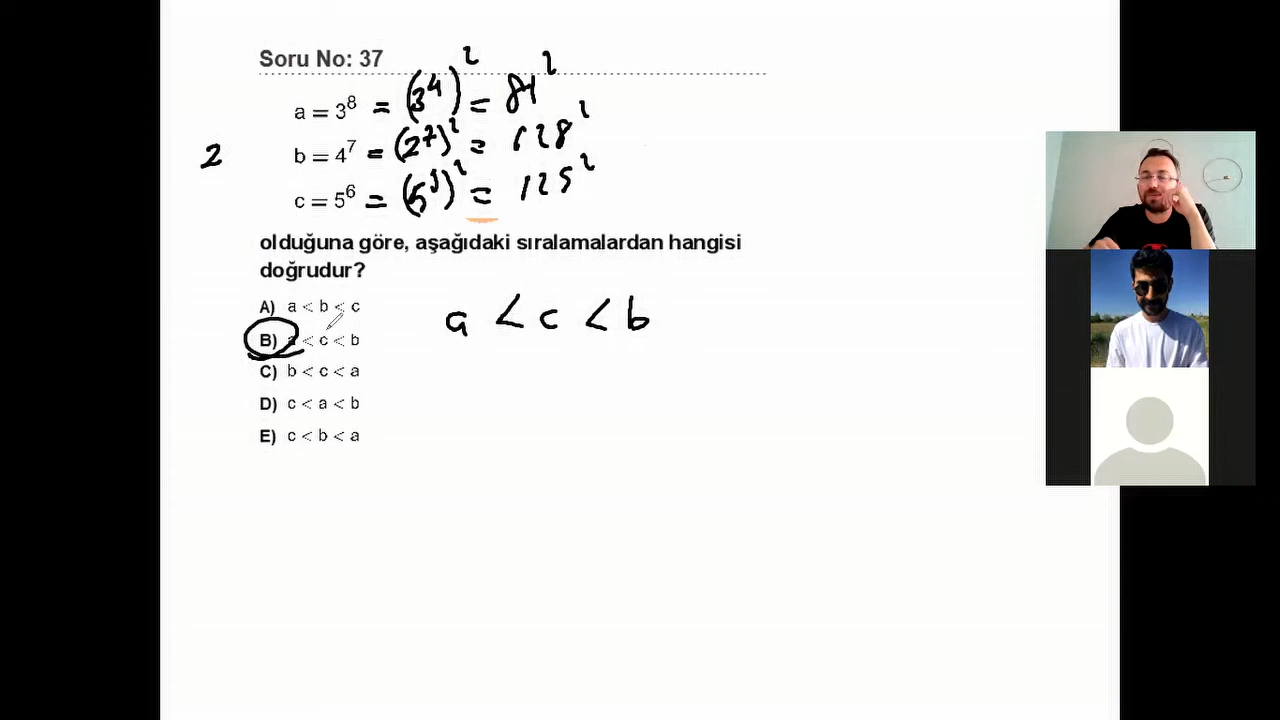 Soru No: 37
a = 3⁸ = (3⁴)² = 81²
2 b = 4⁷ = (2⁷)² = 128²
c = 5⁶ = (5³)² = 125²
olduğuna göre, aşağıdaki sıralamalardan hangisi
doğrudur?
A) a < b < c
B) a < c < b
a < c < b
C) b < c < a
D) c < a < b
E) c < b < a